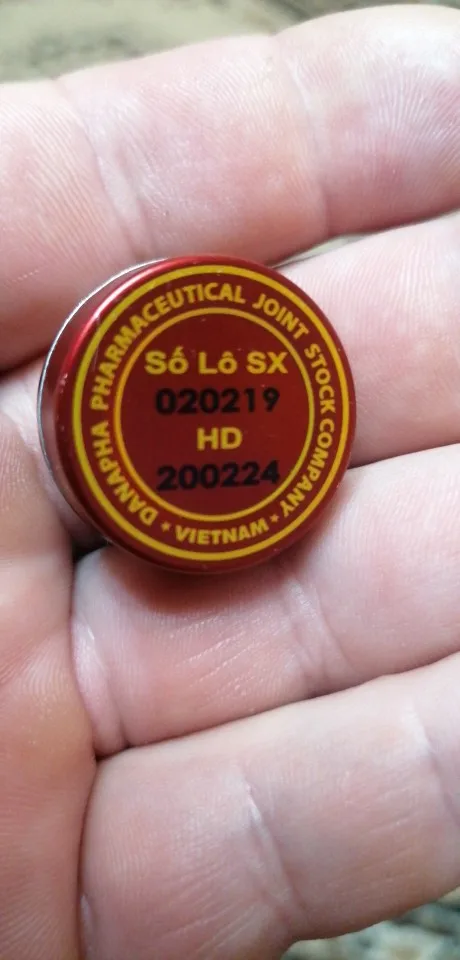 DANAPHA PHARMACEUTICAL JOINT STOCK COMPANY
* VIETNAM *
Số Lô SX
020219
HD
200224